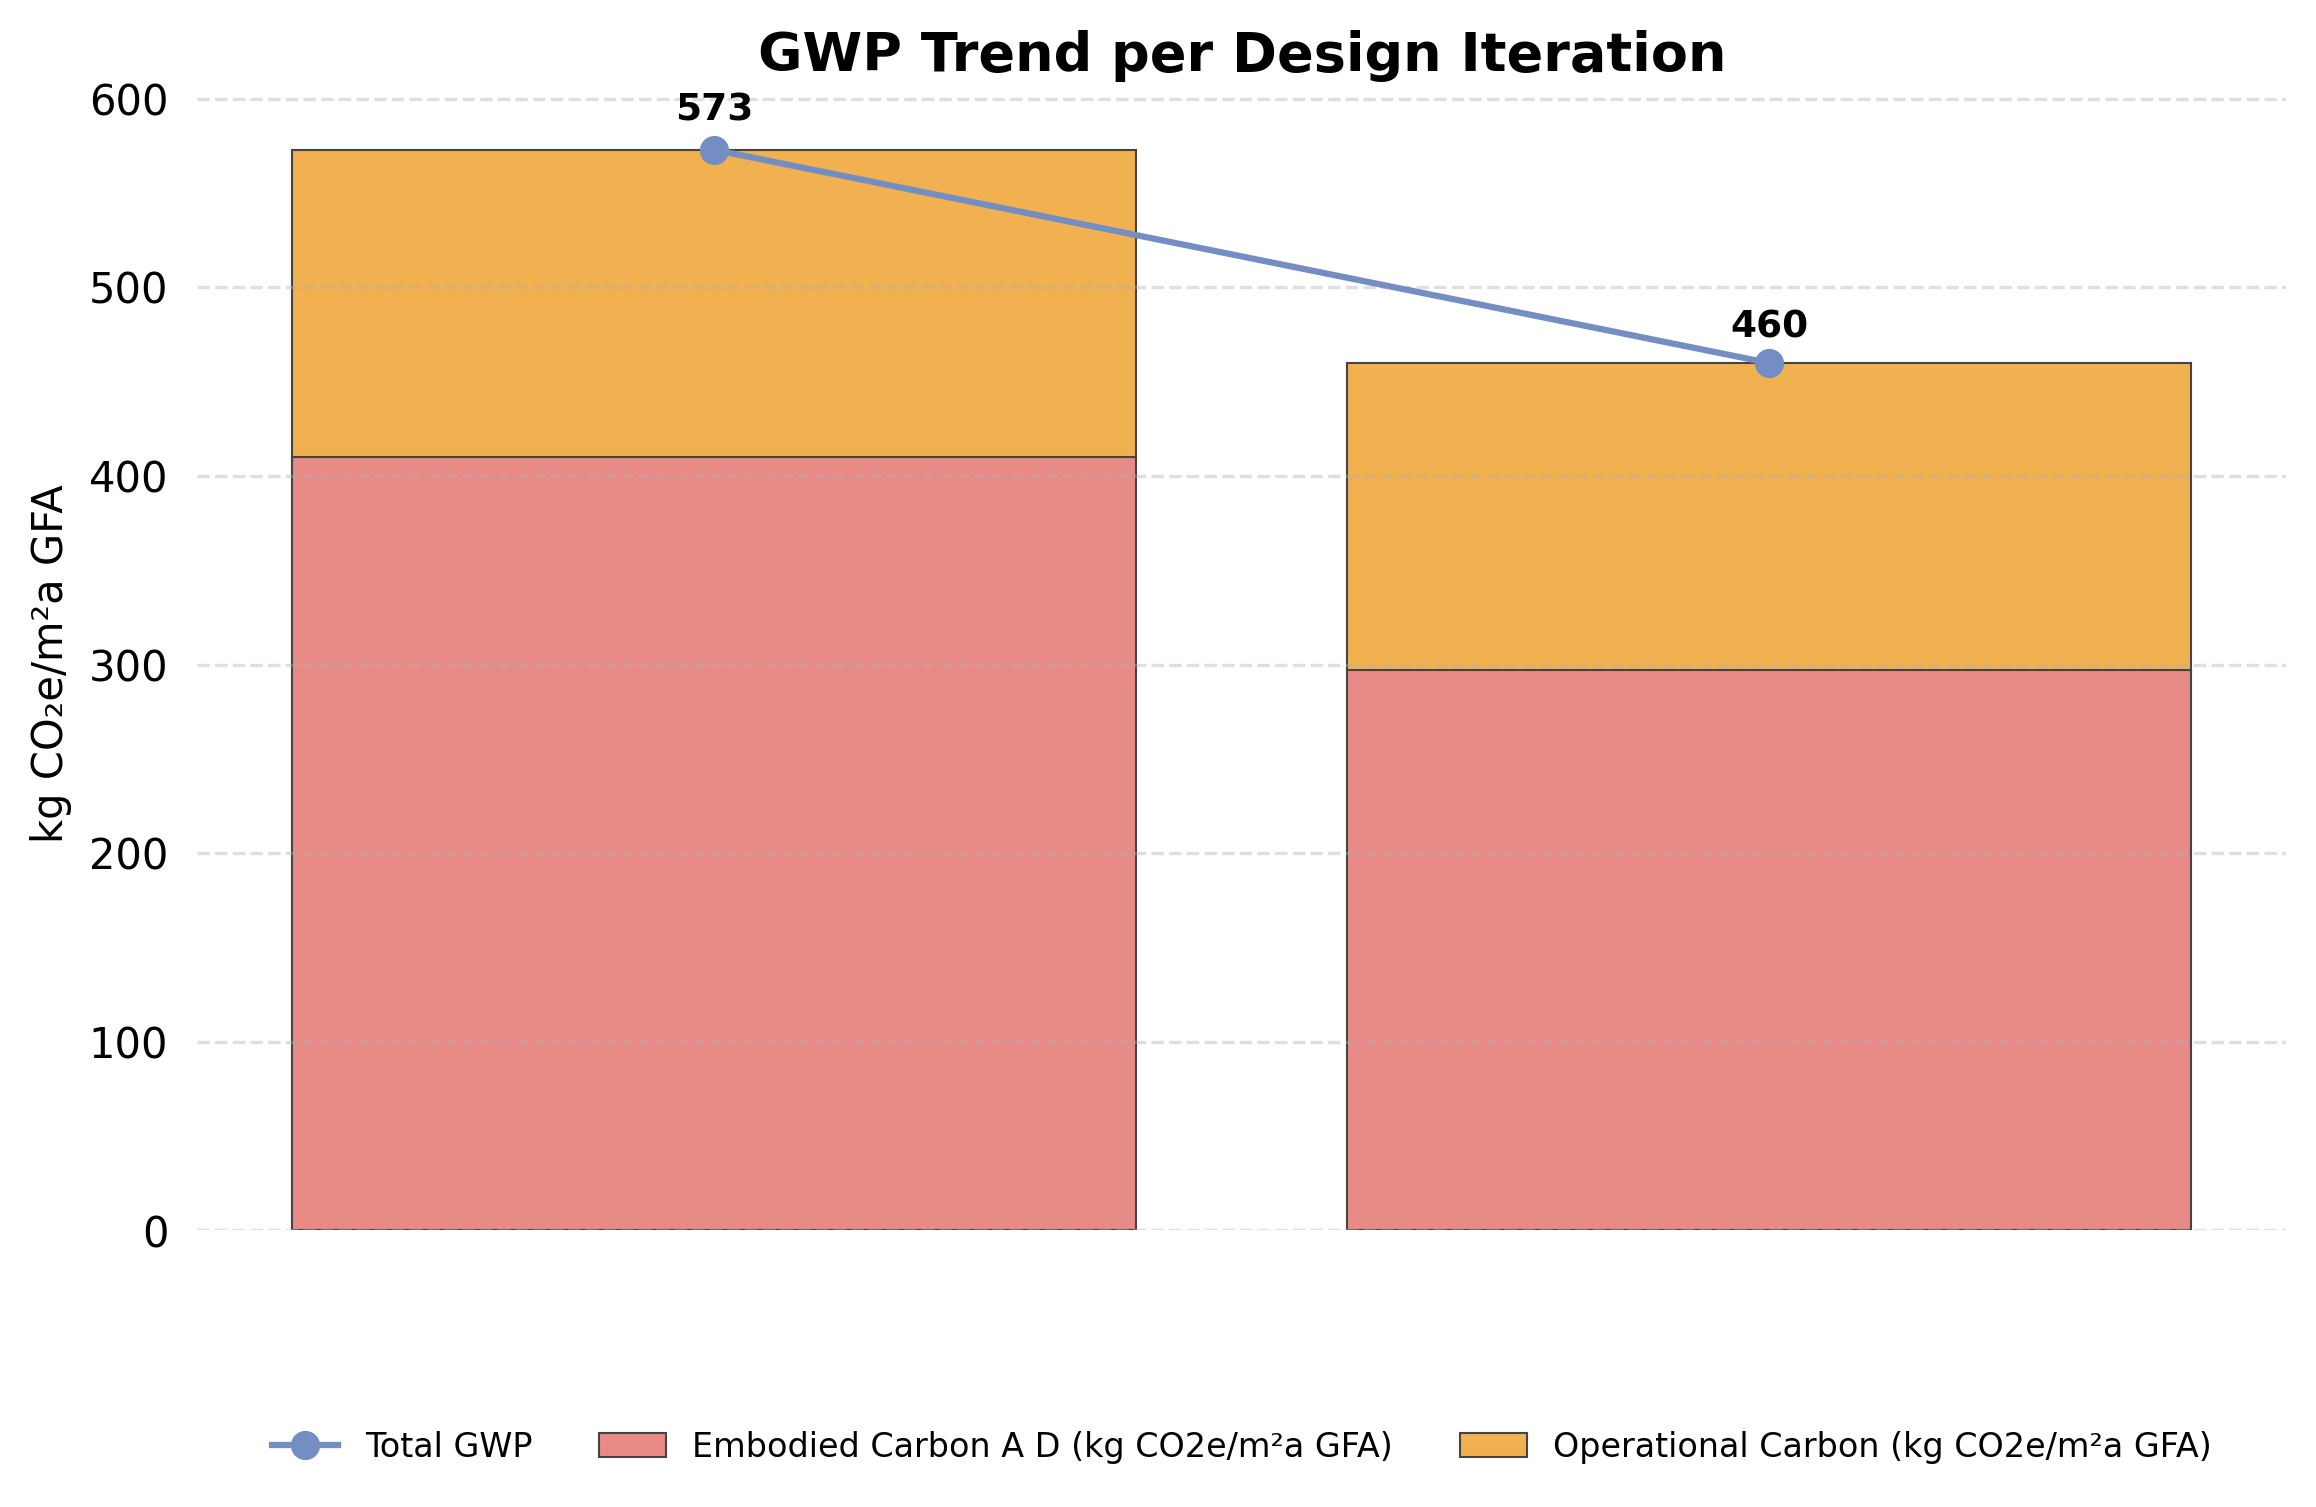 GWP Trend per Design Iteration
600
573
500
460
400
300
200
100
0
kg CO₂e/m²a GFA
Total GWP
Embodied Carbon A D (kg CO2e/m²a GFA)
Operational Carbon (kg CO2e/m²a GFA)